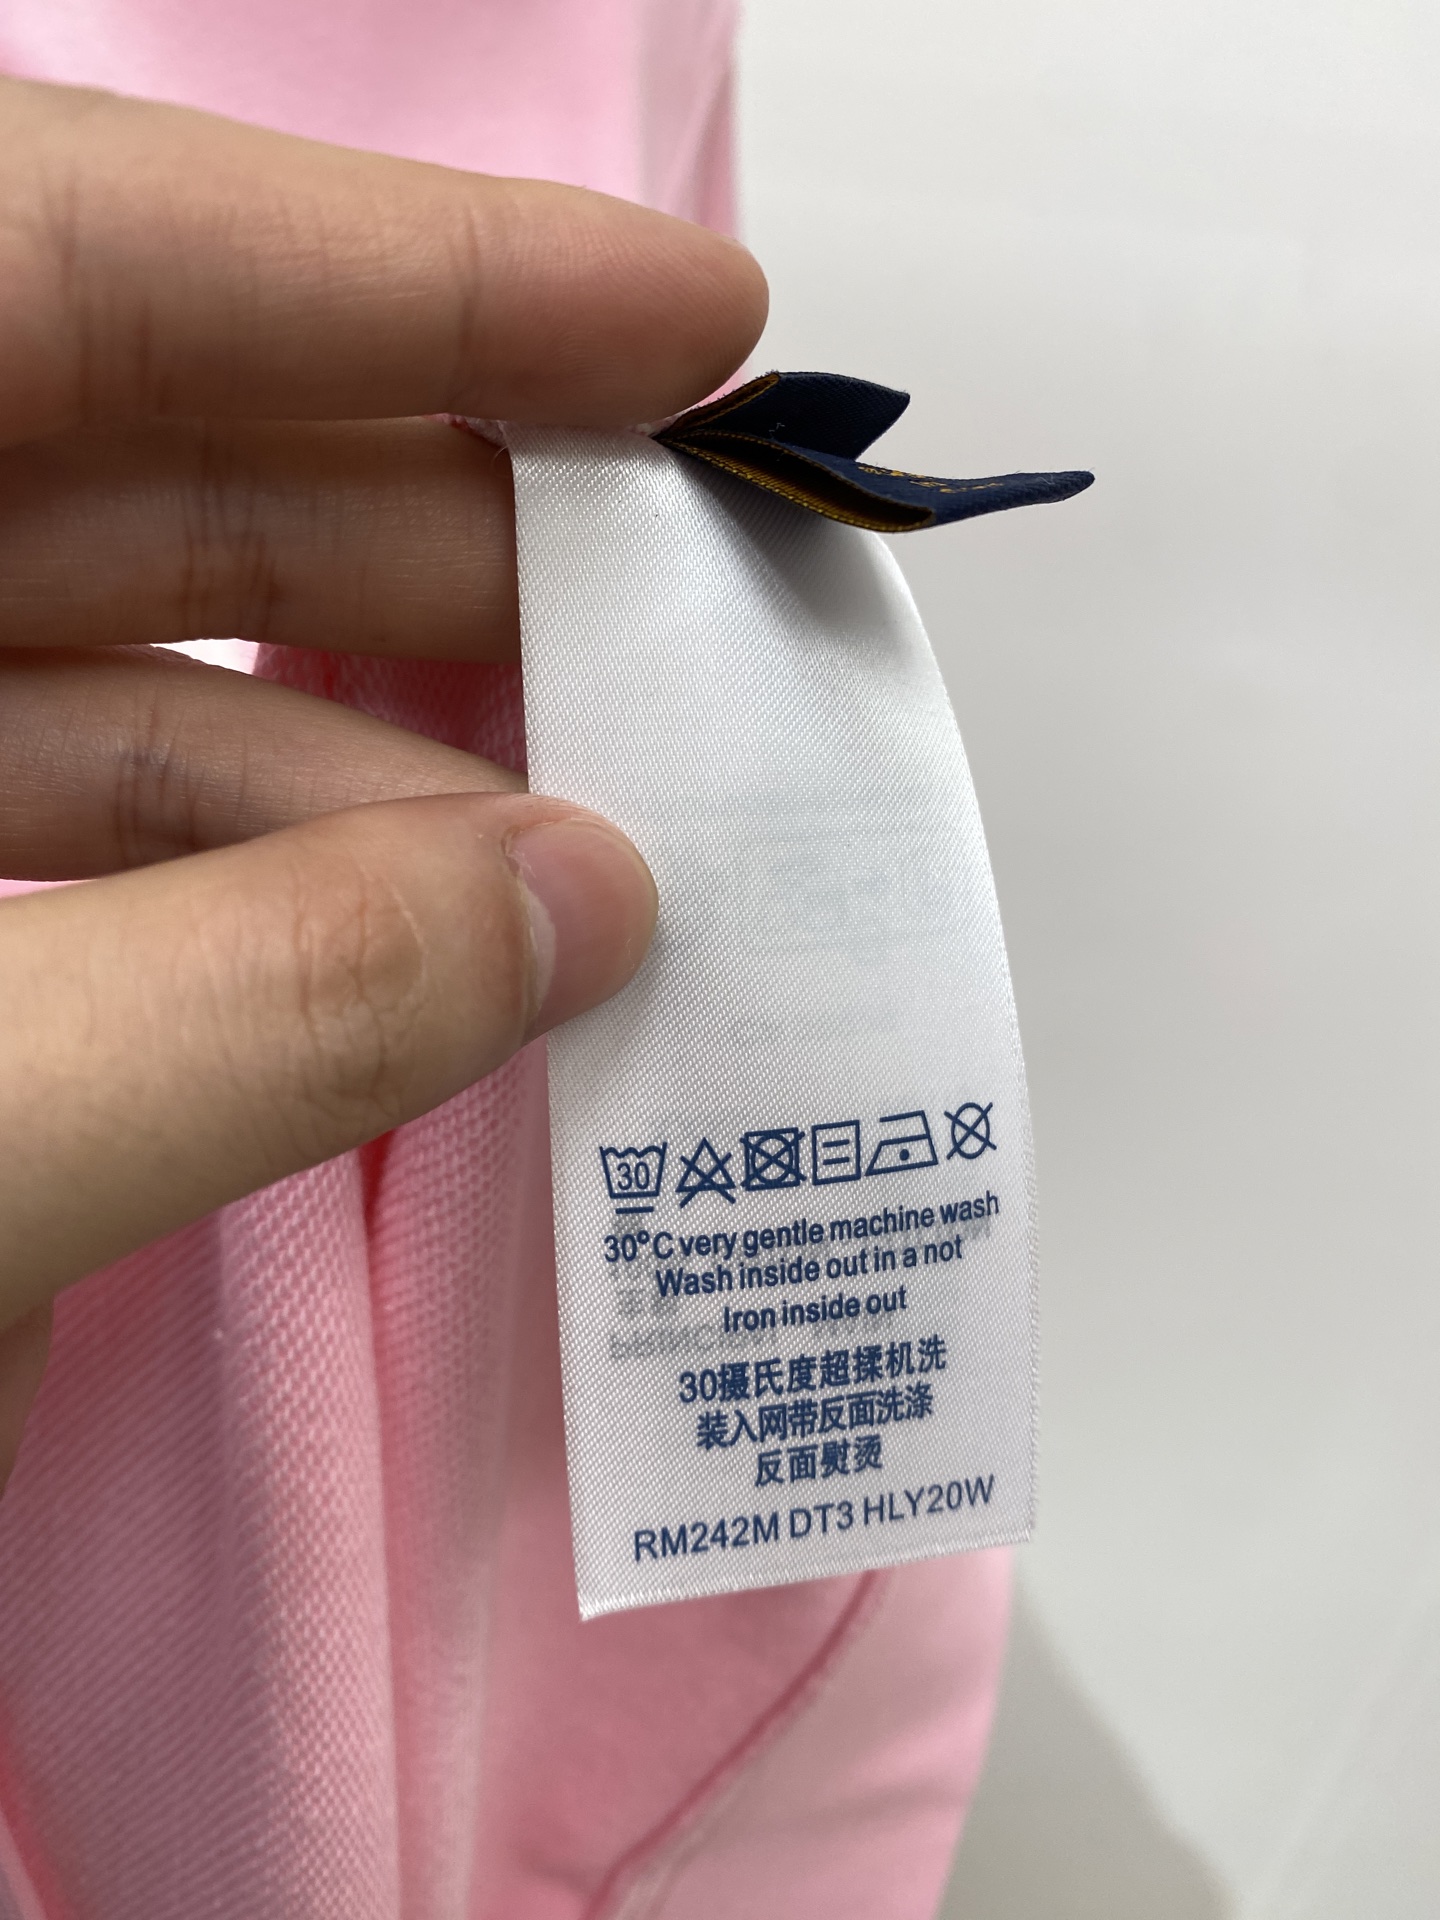 30
30°C very gentle machine wash
Wash inside out in a not
Iron inside out
30摄氏度超揉机洗
装入网带反面洗涤
反面熨烫
RM242M DT3 HLY20W